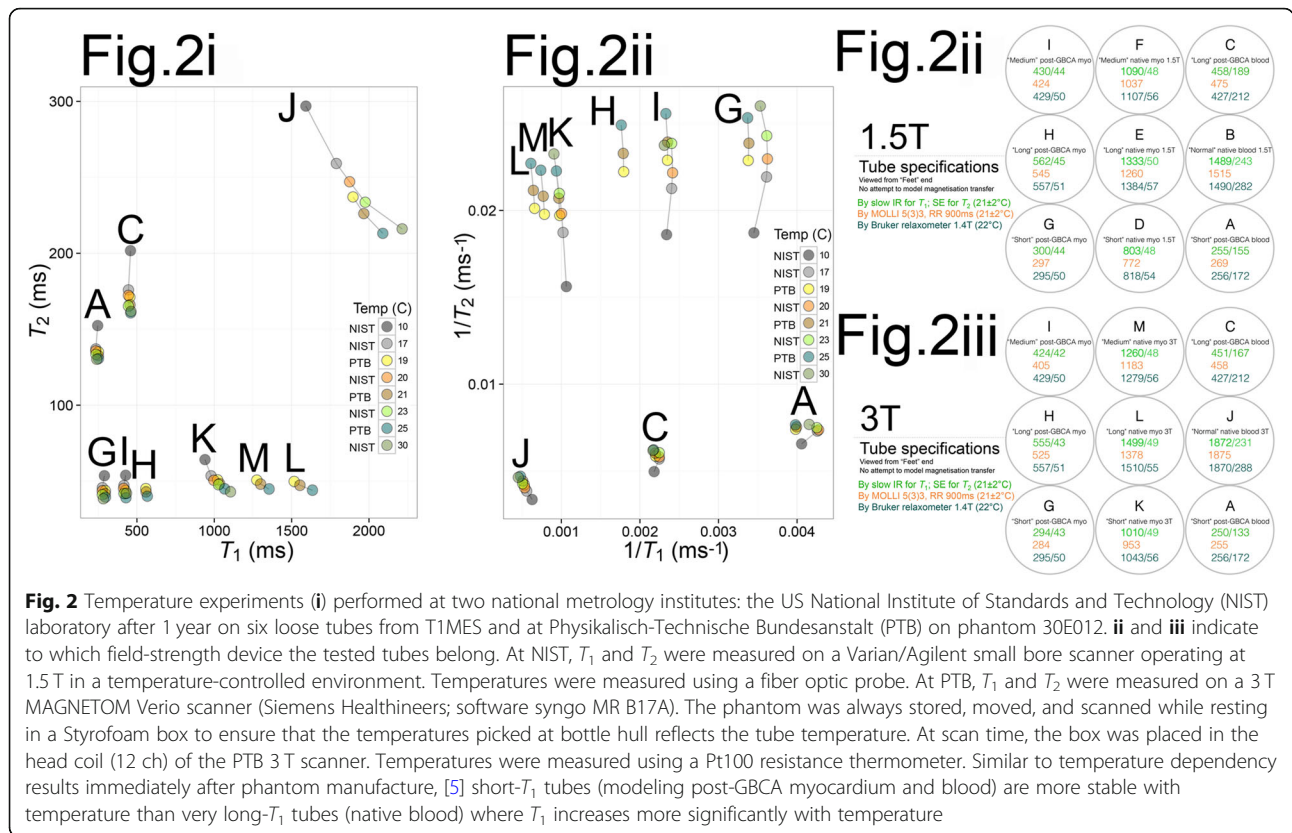 Fig.2i
300
200
100
T2 (ms)
J
C
A
G
I
H
K
M
L
Temp (C)
NIST 10
NIST 17
PTB 19
NIST 20
PTB 21
NIST 23
PTB 25
NIST 30
500
1000
1500
2000
T1 (ms)
Fig.2ii
0.02
0.01
1/T2 (ms-1)
L
M
K
H
I
G
J
C
A
Temp (C)
NIST 10
NIST 17
PTB 19
NIST 20
PTB 21
NIST 23
PTB 25
NIST 30
0.001
0.002
0.003
0.004
1/T1 (ms-1)
Fig.2ii
1.5T
Tube specifications
Viewed from "Feet" end
No attempt to model magnetisation transfer
By slow IR for T1; SE for T2 (21±2°C)
By MOLLI 5(3)3, RR 900ms (21±2°C)
By Bruker relaxometer 1.4T (22°C)
I
"Medium" post-GBCA myo
430/44
424
429/50
F
"Medium" native myo 1.5T
1090/48
1037
1107/56
C
"Long" post-GBCA blood
458/189
475
427/212
H
"Long" post-GBCA myo
562/45
545
557/51
E
"Long" native myo 1.5T
1333/50
1260
1384/57
B
"Normal" native blood 1.5T
1489/243
1515
1490/282
G
"Short" post-GBCA myo
300/44
297
295/50
D
"Short" native myo 1.5T
803/48
772
818/54
A
"Short" post-GBCA blood
255/155
269
256/172
Fig.2iii
3T
Tube specifications
Viewed from "Feet" end
No attempt to model magnetisation transfer
By slow IR for T1; SE for T2 (21±2°C)
By MOLLI 5(3)3, RR 900ms (21±2°C)
By Bruker relaxometer 1.4T (22°C)
I
"Medium" post-GBCA myo
424/42
405
429/50
M
"Medium" native myo 3T
1260/48
1183
1279/56
C
"Long" post-GBCA blood
451/167
458
427/212
H
"Long" post-GBCA myo
555/43
525
557/51
L
"Long" native myo 3T
1499/49
1378
1510/55
J
"Normal" native blood 3T
1872/231
1875
1870/288
G
"Short" post-GBCA myo
294/43
284
295/50
K
"Short" native myo 3T
1010/49
953
1043/56
A
"Short" post-GBCA blood
250/133
255
256/172
Fig. 2 Temperature experiments (i) performed at two national metrology institutes: the US National Institute of Standards and Technology (NIST)
laboratory after 1 year on six loose tubes from T1MES and at Physikalisch-Technische Bundesanstalt (PTB) on phantom 30E012. ii and iii indicate
to which field-strength device the tested tubes belong. At NIST, T1 and T2 were measured on a Varian/Agilent small bore scanner operating at
1.5 T in a temperature-controlled environment. Temperatures were measured using a fiber optic probe. At PTB, T1 and T2 were measured on a 3 T
MAGNETOM Verio scanner (Siemens Healthineers; software syngo MR B17A). The phantom was always stored, moved, and scanned while resting
in a Styrofoam box to ensure that the temperatures picked at bottle hull reflects the tube temperature. At scan time, the box was placed in the
head coil (12 ch) of the PTB 3 T scanner. Temperatures were measured using a Pt100 resistance thermometer. Similar to temperature dependency
results immediately after phantom manufacture, [5] short-T1 tubes (modeling post-GBCA myocardium and blood) are more stable with
temperature than very long-T1 tubes (native blood) where T1 increases more significantly with temperature